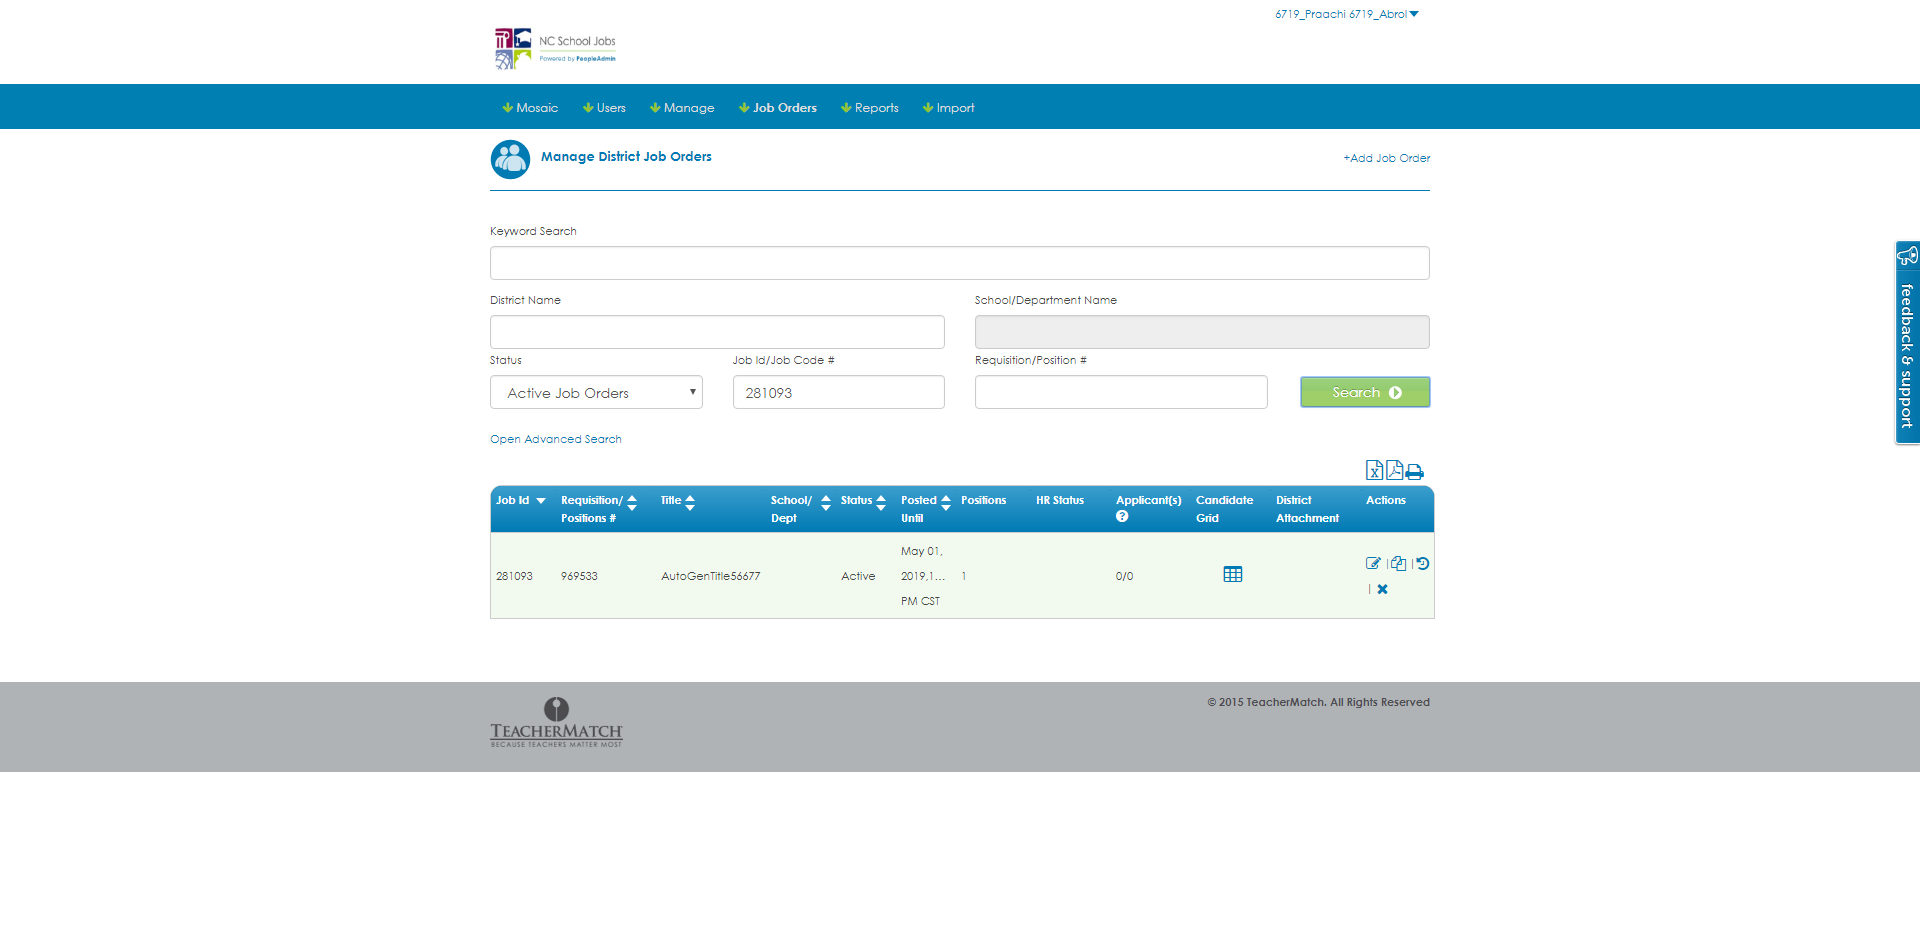 6719_Praachi 6719_Abrol
NC School Jobs
Powered by PeopleAdmin
Mosaic Users Manage Job Orders Reports Import
Manage District Job Orders
+Add Job Order
Keyword Search
District Name School/Department Name
Status Job Id/Job Code # Requisition/Position #
Active Job Orders 281093 Search
Open Advanced Search
Job Id Requisition/ Title School/ Status Posted Positions HR Status Applicant(s) Candidate District Actions
Positions # Dept Until ? Grid Attachment
May 01,
281093 969533 AutoGenTitle56677 Active 2019,1... 1 0/0
PM CST
feedback & support
© 2015 TeacherMatch. All Rights Reserved
TEACHERMATCH
BECAUSE TEACHERS MATTER MOST